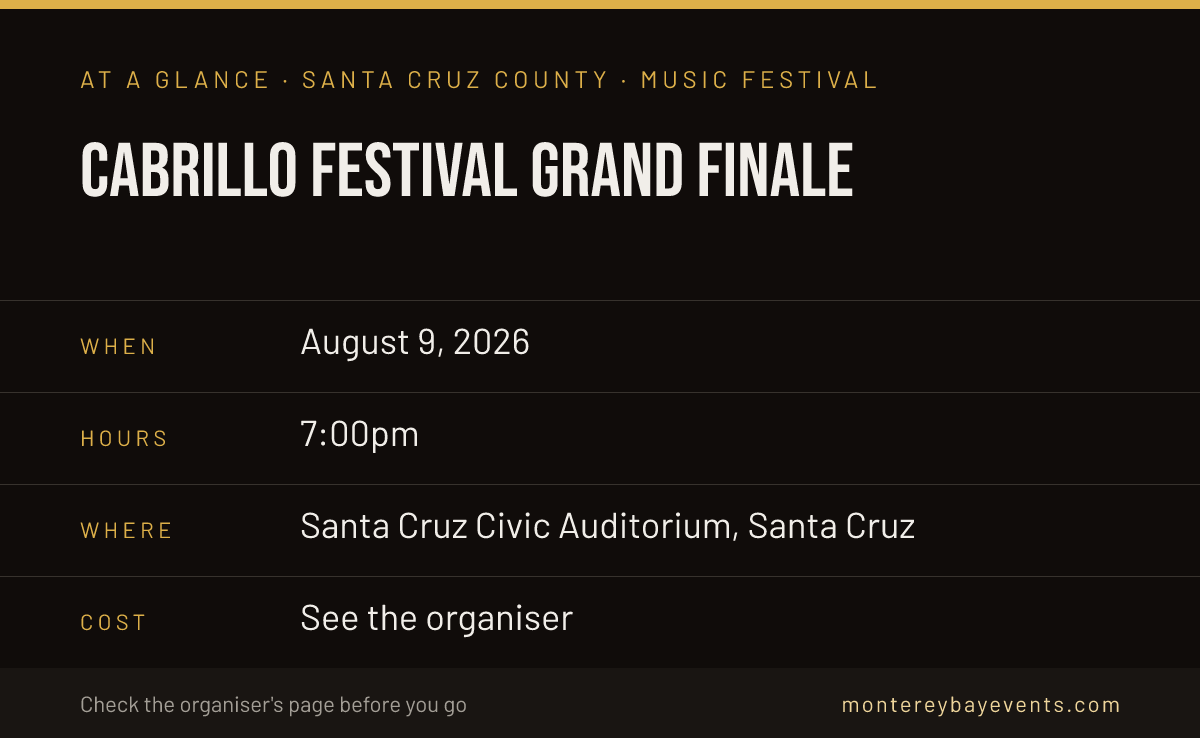 AT A GLANCE · SANTA CRUZ COUNTY · MUSIC FESTIVAL
CABRILLO FESTIVAL GRAND FINALE
WHEN August 9, 2026
HOURS 7:00pm
WHERE Santa Cruz Civic Auditorium, Santa Cruz
COST See the organiser
Check the organiser's page before you go montereybayevents.com